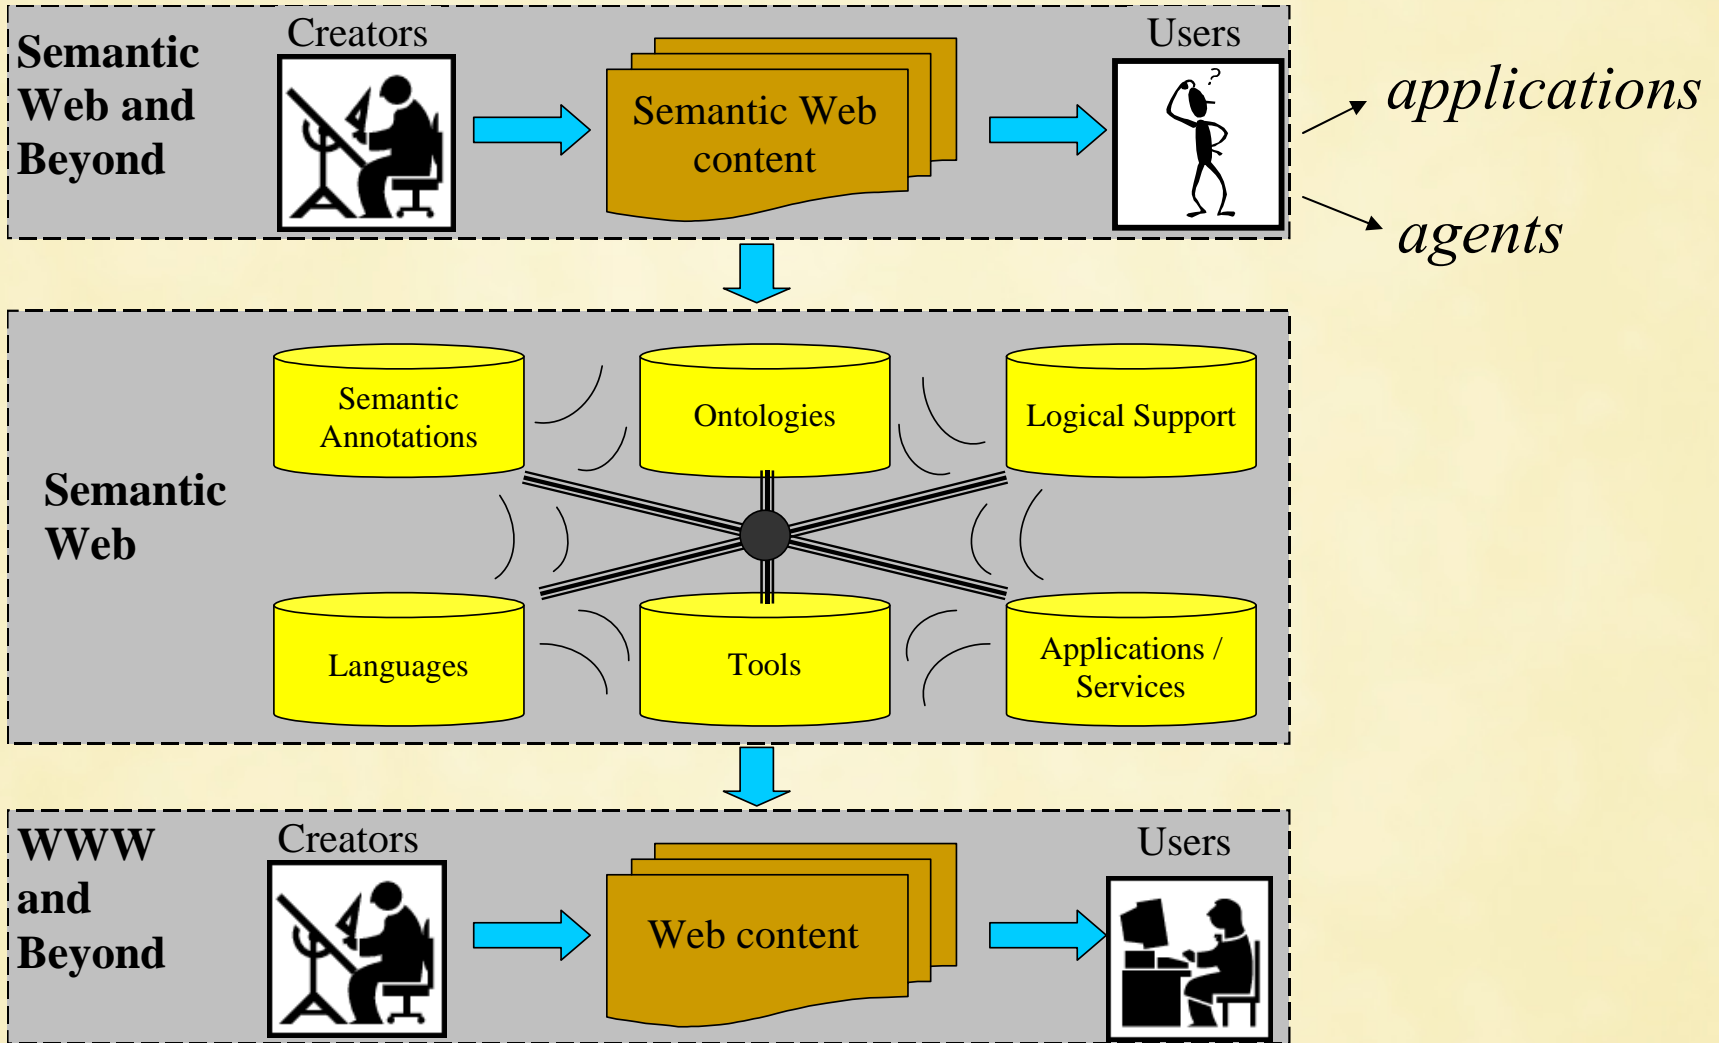 Semantic
Web and
Beyond
Creators
Semantic Web
content
Users
?
applications
agents
Semantic
Web
Semantic
Annotations
Ontologies
Logical Support
Languages
Tools
Applications /
Services
WWW
and
Beyond
Creators
Web content
Users